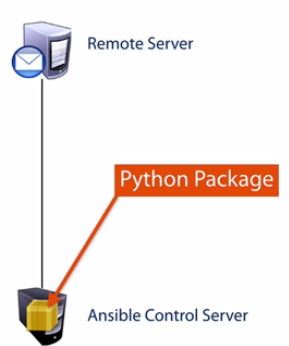 Remote Server
Python Package
Ansible Control Server